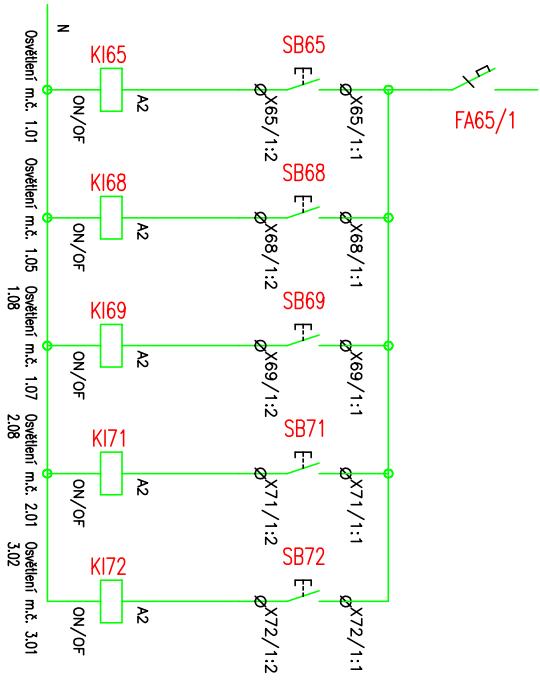 FA65/1
SB65
SB68
SB69
SB71
SB72
X65/1:1
X65/1:2
X68/1:1
X68/1:2
X69/1:1
X69/1:2
X71/1:1
X71/1:2
X72/1:1
X72/1:2
KI65
A2
ON/OF
KI68
A2
ON/OF
KI69
A2
ON/OF
KI71
A2
ON/OF
KI72
A2
ON/OF
N
Osvětlení m.č. 1.01
Osvětlení m.č. 1.05
Osvětlení m.č. 1.07
1.08
Osvětlení m.č. 2.01
2.08
Osvětlení m.č. 3.01
3.02